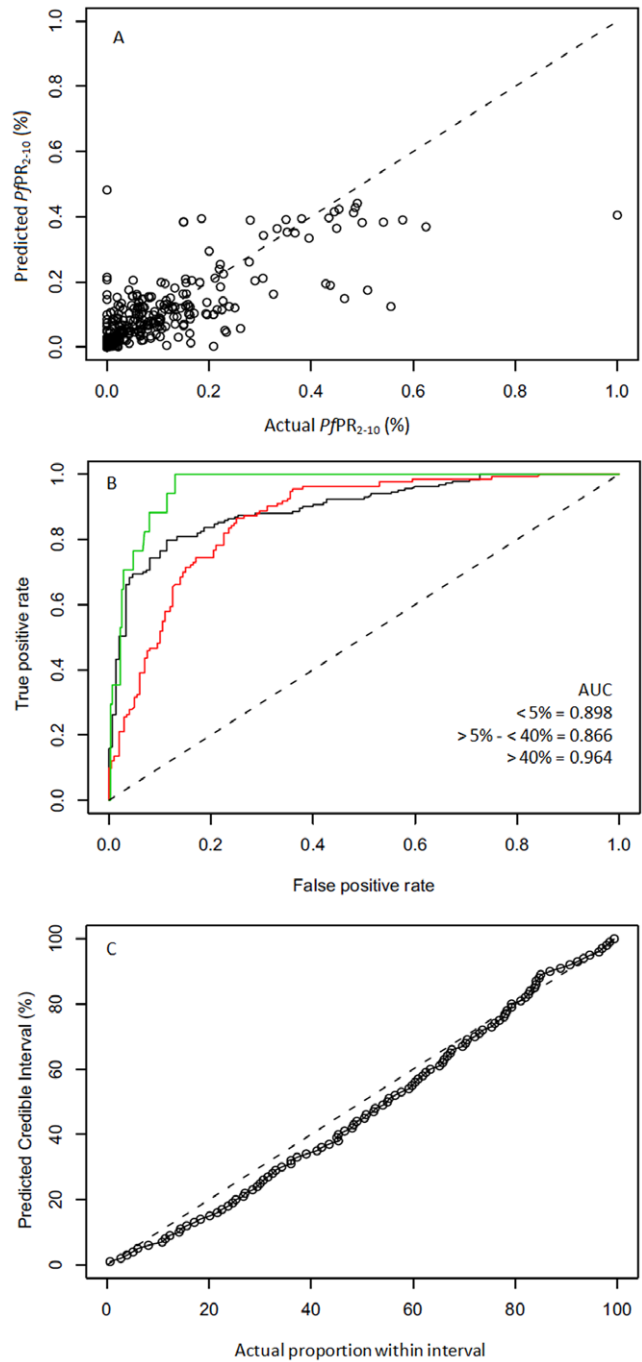 A
Predicted PfPR2-10 (%)
1.0
0.8
0.6
0.4
0.2
0.0
0.0 0.2 0.4 0.6 0.8 1.0
Actual PfPR2-10 (%)
B
True positive rate
1.0
0.8
0.6
0.4
0.2
0.0
AUC
< 5% = 0.898
> 5% - < 40% = 0.866
> 40% = 0.964
0.0 0.2 0.4 0.6 0.8 1.0
False positive rate
C
Predicted Credible Interval (%)
100
80
60
40
20
0
0 20 40 60 80 100
Actual proportion within interval